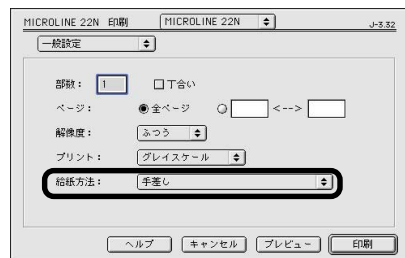 MICROLINE 22N 印刷 MICROLINE 22N J-3.32
一般設定
部数： 1 丁合い
ページ： 全ページ <-->
解像度： ふつう
プリント： グレイスケール
給紙方法： 手差し
ヘルプ キャンセル プレビュー 印刷